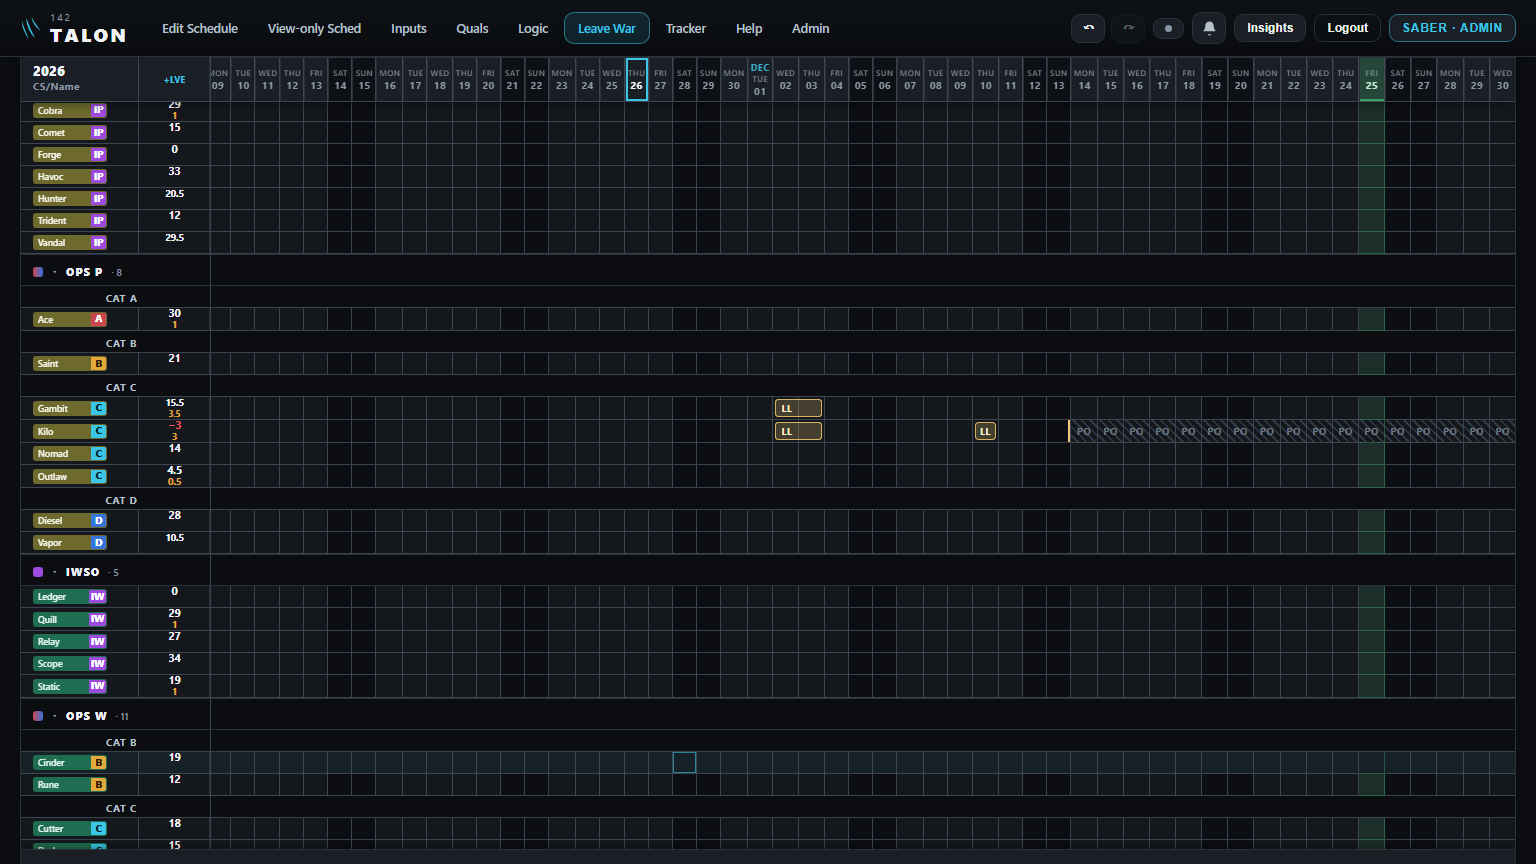 142
TALON
Edit Schedule View-only Sched Inputs Quals Logic Leave War Tracker Help Admin
Insights Logout SABER · ADMIN
2026
CS/Name
+LVE
MON TUE WED THU FRI SAT SUN MON TUE WED THU FRI SAT SUN MON TUE WED THU FRI SAT SUN MON DEC TUE WED THU FRI SAT SUN MON TUE WED THU FRI SAT SUN MON TUE WED THU FRI SAT SUN MON TUE WED THU FRI SAT SUN MON TUE WED
09 10 11 12 13 14 15 16 17 18 19 20 21 22 23 24 25 26 27 28 29 30 01 02 03 04 05 06 07 08 09 10 11 12 13 14 15 16 17 18 19 20 21 22 23 24 25 26 27 28 29 30
Cobra IP 29
1
Comet IP 15
Forge IP 0
Havoc IP 33
Hunter IP 20.5
Trident IP 12
Vandal IP 29.5
OPS P · 8
CAT A
Ace A 30
1
CAT B
Saint B 21
CAT C
Gambit C 15.5 LL
3.5
Kilo C −3 LL LL PO PO PO PO PO PO PO PO PO PO PO PO PO PO PO PO PO
3
Nomad C 14
Outlaw C 4.5
0.5
CAT D
Diesel D 28
Vapor D 10.5
IWSO · 5
Ledger IW 0
Quill IW 29
1
Relay IW 27
Scope IW 34
Static IW 19
1
OPS W · 11
CAT B
Cinder B 19
Rune B 12
CAT C
Cutter C 18
15